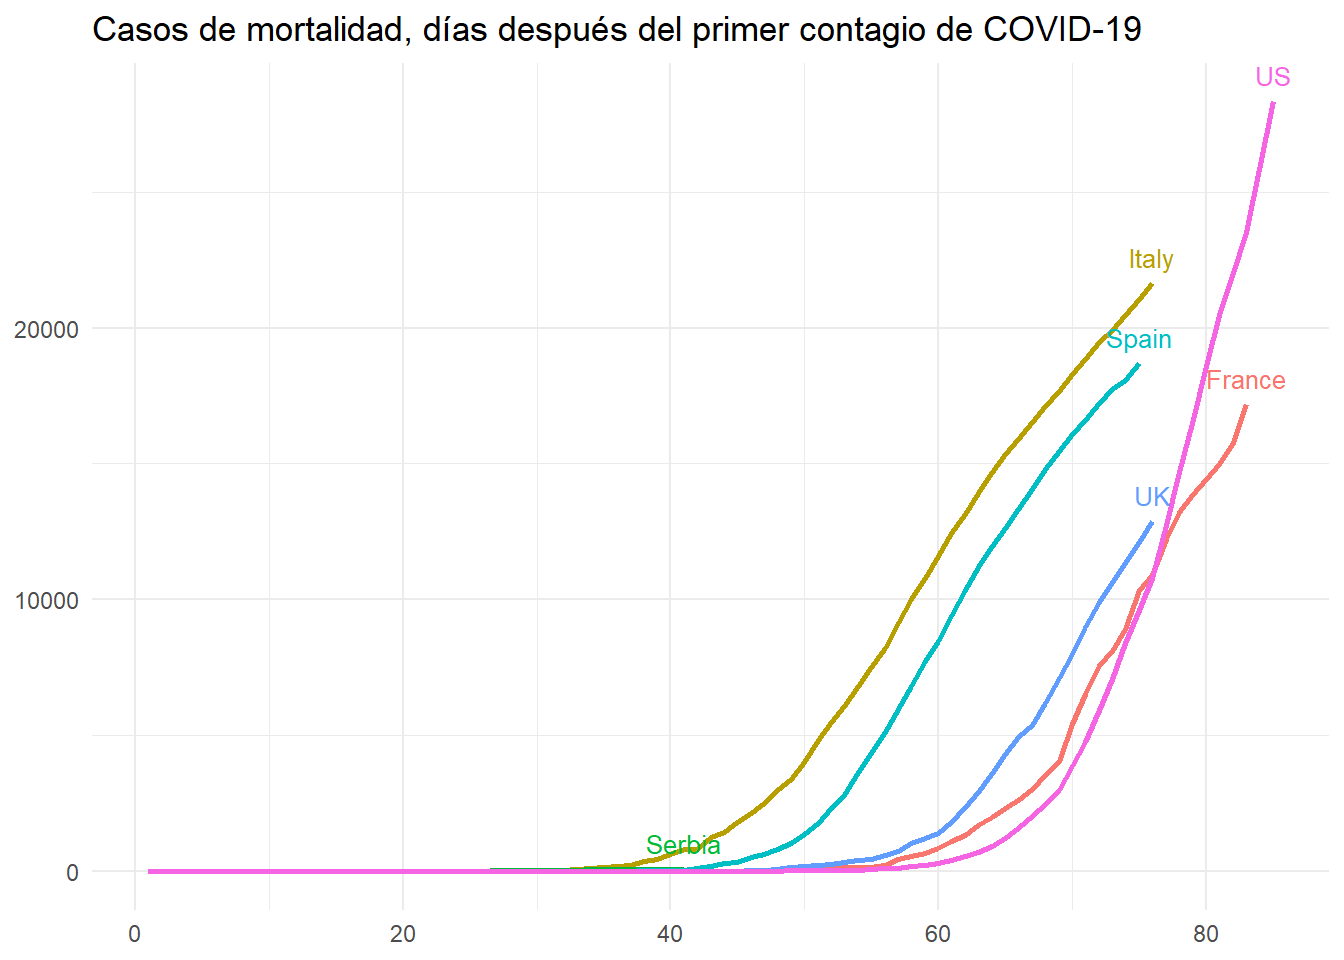 Casos de mortalidad, días después del primer contagio de COVID-19
US
Italy
20000
Spain
France
UK
10000
Serbia
0
0 20 40 60 80